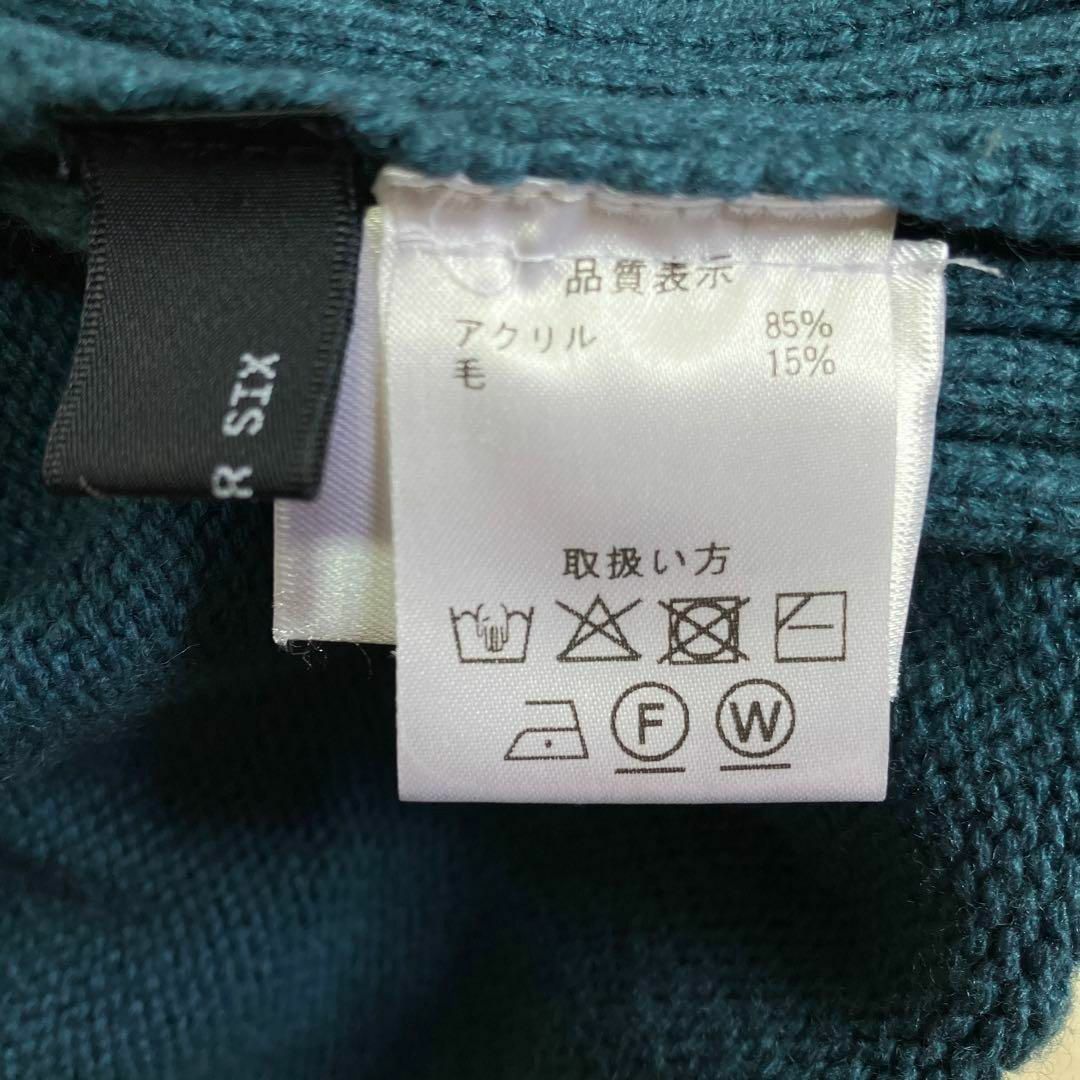 R SIX
品質表示
アクリル 85%
毛 15%
取扱い方
F W